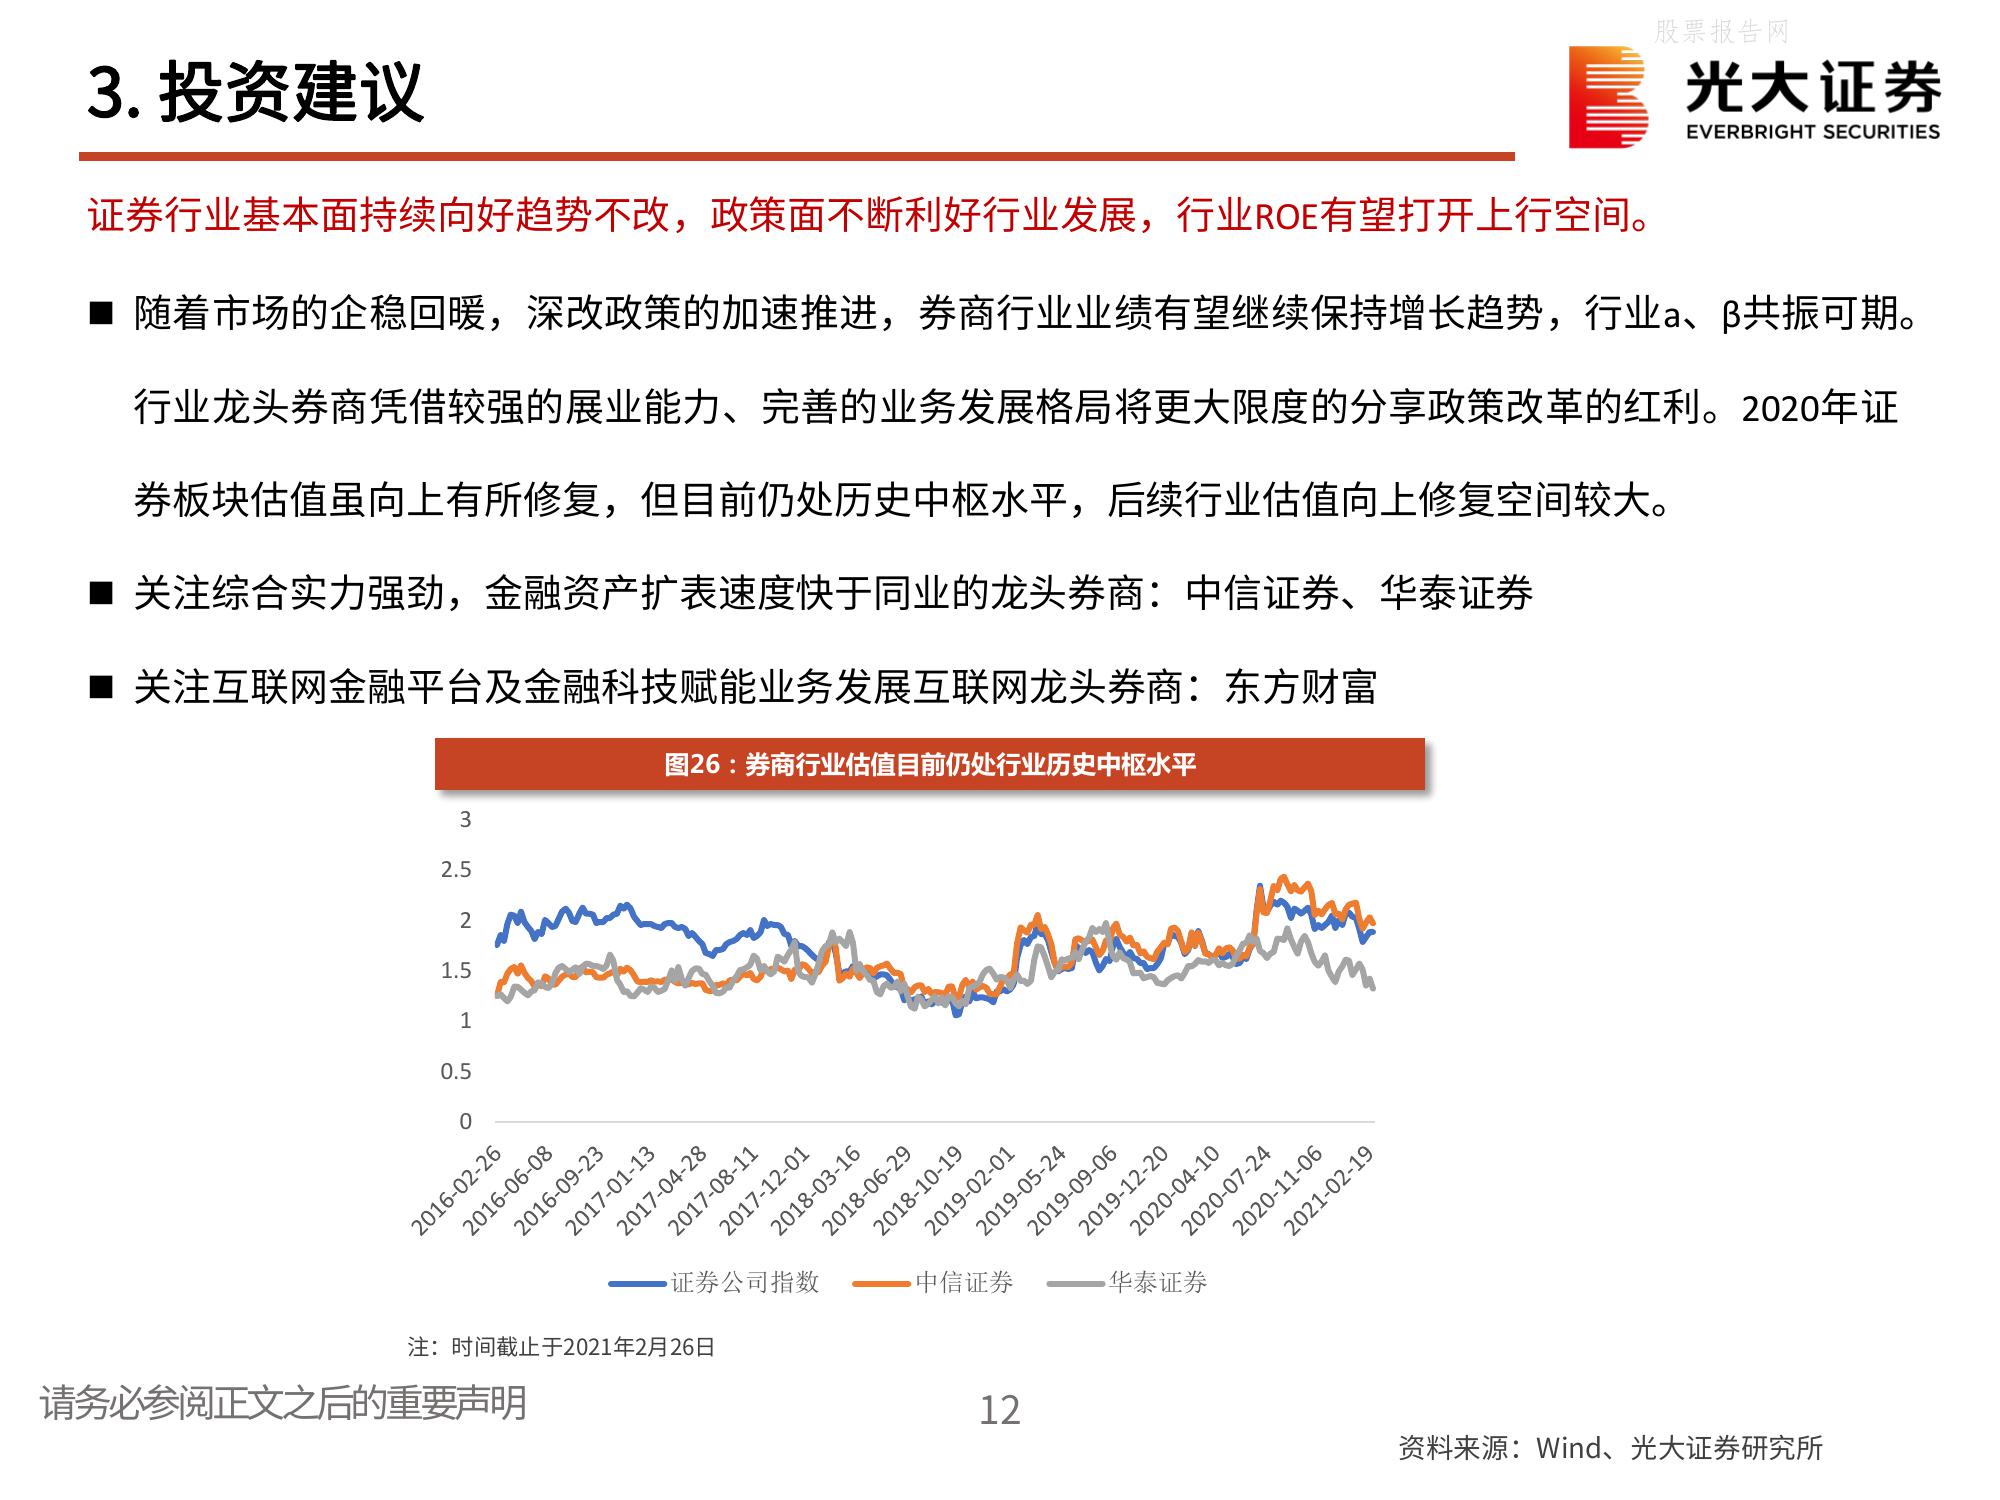 股票报告网
3. 投资建议
光大证券
EVERBRIGHT SECURITIES
证券行业基本面持续向好趋势不改，政策面不断利好行业发展，行业ROE有望打开上行空间。
■ 随着市场的企稳回暖，深改政策的加速推进，券商行业业绩有望继续保持增长趋势，行业a、β共振可期。
行业龙头券商凭借较强的展业能力、完善的业务发展格局将更大限度的分享政策改革的红利。2020年证
券板块估值虽向上有所修复，但目前仍处历史中枢水平，后续行业估值向上修复空间较大。
■ 关注综合实力强劲，金融资产扩表速度快于同业的龙头券商：中信证券、华泰证券
■ 关注互联网金融平台及金融科技赋能业务发展互联网龙头券商：东方财富
图26：券商行业估值目前仍处行业历史中枢水平
3
2.5
2
1.5
1
0.5
0
2016-02-26
2016-06-08
2016-09-23
2017-01-13
2017-04-28
2017-08-11
2017-12-01
2018-03-16
2018-06-29
2018-10-19
2019-02-01
2019-05-24
2019-09-06
2019-12-20
2020-04-10
2020-07-24
2020-11-06
2021-02-19
证券公司指数 中信证券 华泰证券
注：时间截止于2021年2月26日
请务必参阅正文之后的重要声明
12
资料来源：Wind、光大证券研究所